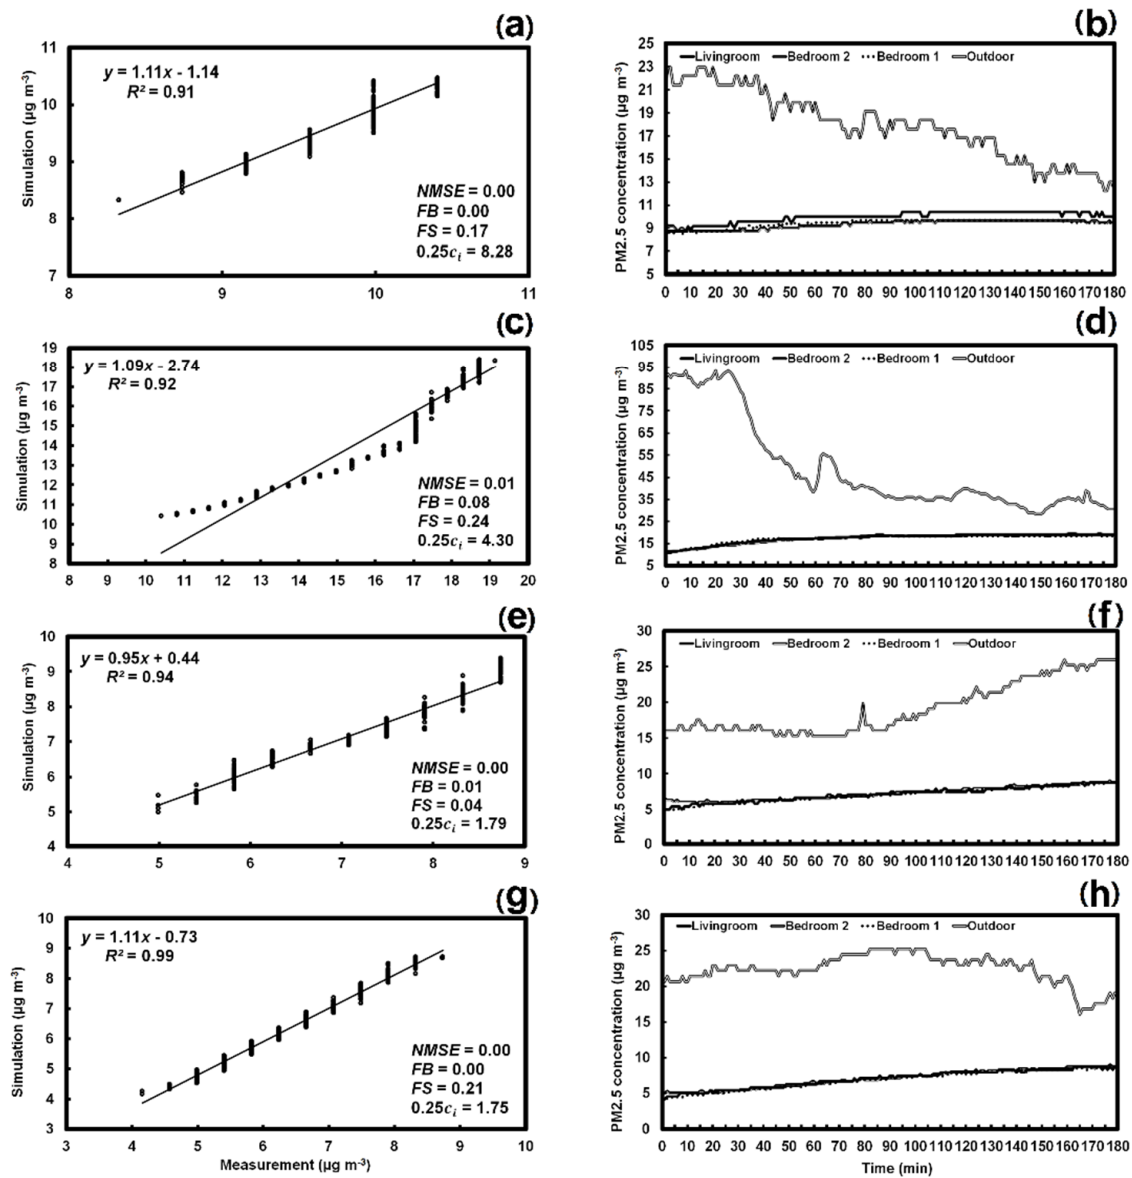 (a)
11
10
9
8
7
Simulation (µg m⁻³)
y = 1.11x - 1.14
R² = 0.91
NMSE = 0.00
FB = 0.00
FS = 0.17
0.25cᵢ = 8.28
8 9 10 11
(b)
25
23
21
19
17
15
13
11
9
7
5
PM2.5 concentration (µg m⁻³)
Livingroom Bedroom 2 Bedroom 1 Outdoor
0 10 20 30 40 50 60 70 80 90 100 110 120 130 140 150 160 170 180
(c)
19
18
17
16
15
14
13
12
11
10
9
8
Simulation (µg m⁻³)
y = 1.09x - 2.74
R² = 0.92
NMSE = 0.01
FB = 0.08
FS = 0.24
0.25cᵢ = 4.30
8 9 10 11 12 13 14 15 16 17 18 19 20
(d)
105
95
85
75
65
55
45
35
25
15
5
PM2.5 concentration (µg m⁻³)
Livingroom Bedroom 2 Bedroom 1 Outdoor
0 10 20 30 40 50 60 70 80 90 100 110 120 130 140 150 160 170 180
(e)
10
9
8
7
6
5
4
Simulation (µg m⁻³)
y = 0.95x + 0.44
R² = 0.94
NMSE = 0.00
FB = 0.01
FS = 0.04
0.25cᵢ = 1.79
4 5 6 7 8 9
(f)
30
25
20
15
10
5
0
PM2.5 concentration (µg m⁻³)
Livingroom Bedroom 2 Bedroom 1 Outdoor
0 10 20 30 40 50 60 70 80 90 100 110 120 130 140 150 160 170 180
(g)
10
9
8
7
6
5
4
3
Simulation (µg m⁻³)
y = 1.11x - 0.73
R² = 0.99
NMSE = 0.00
FB = 0.00
FS = 0.21
0.25cᵢ = 1.75
3 4 5 6 7 8 9 10
Measurement (µg m⁻³)
(h)
30
25
20
15
10
5
0
PM2.5 concentration (µg m⁻³)
Livingroom Bedroom 2 Bedroom 1 Outdoor
0 10 20 30 40 50 60 70 80 90 100 110 120 130 140 150 160 170 180
Time (min)